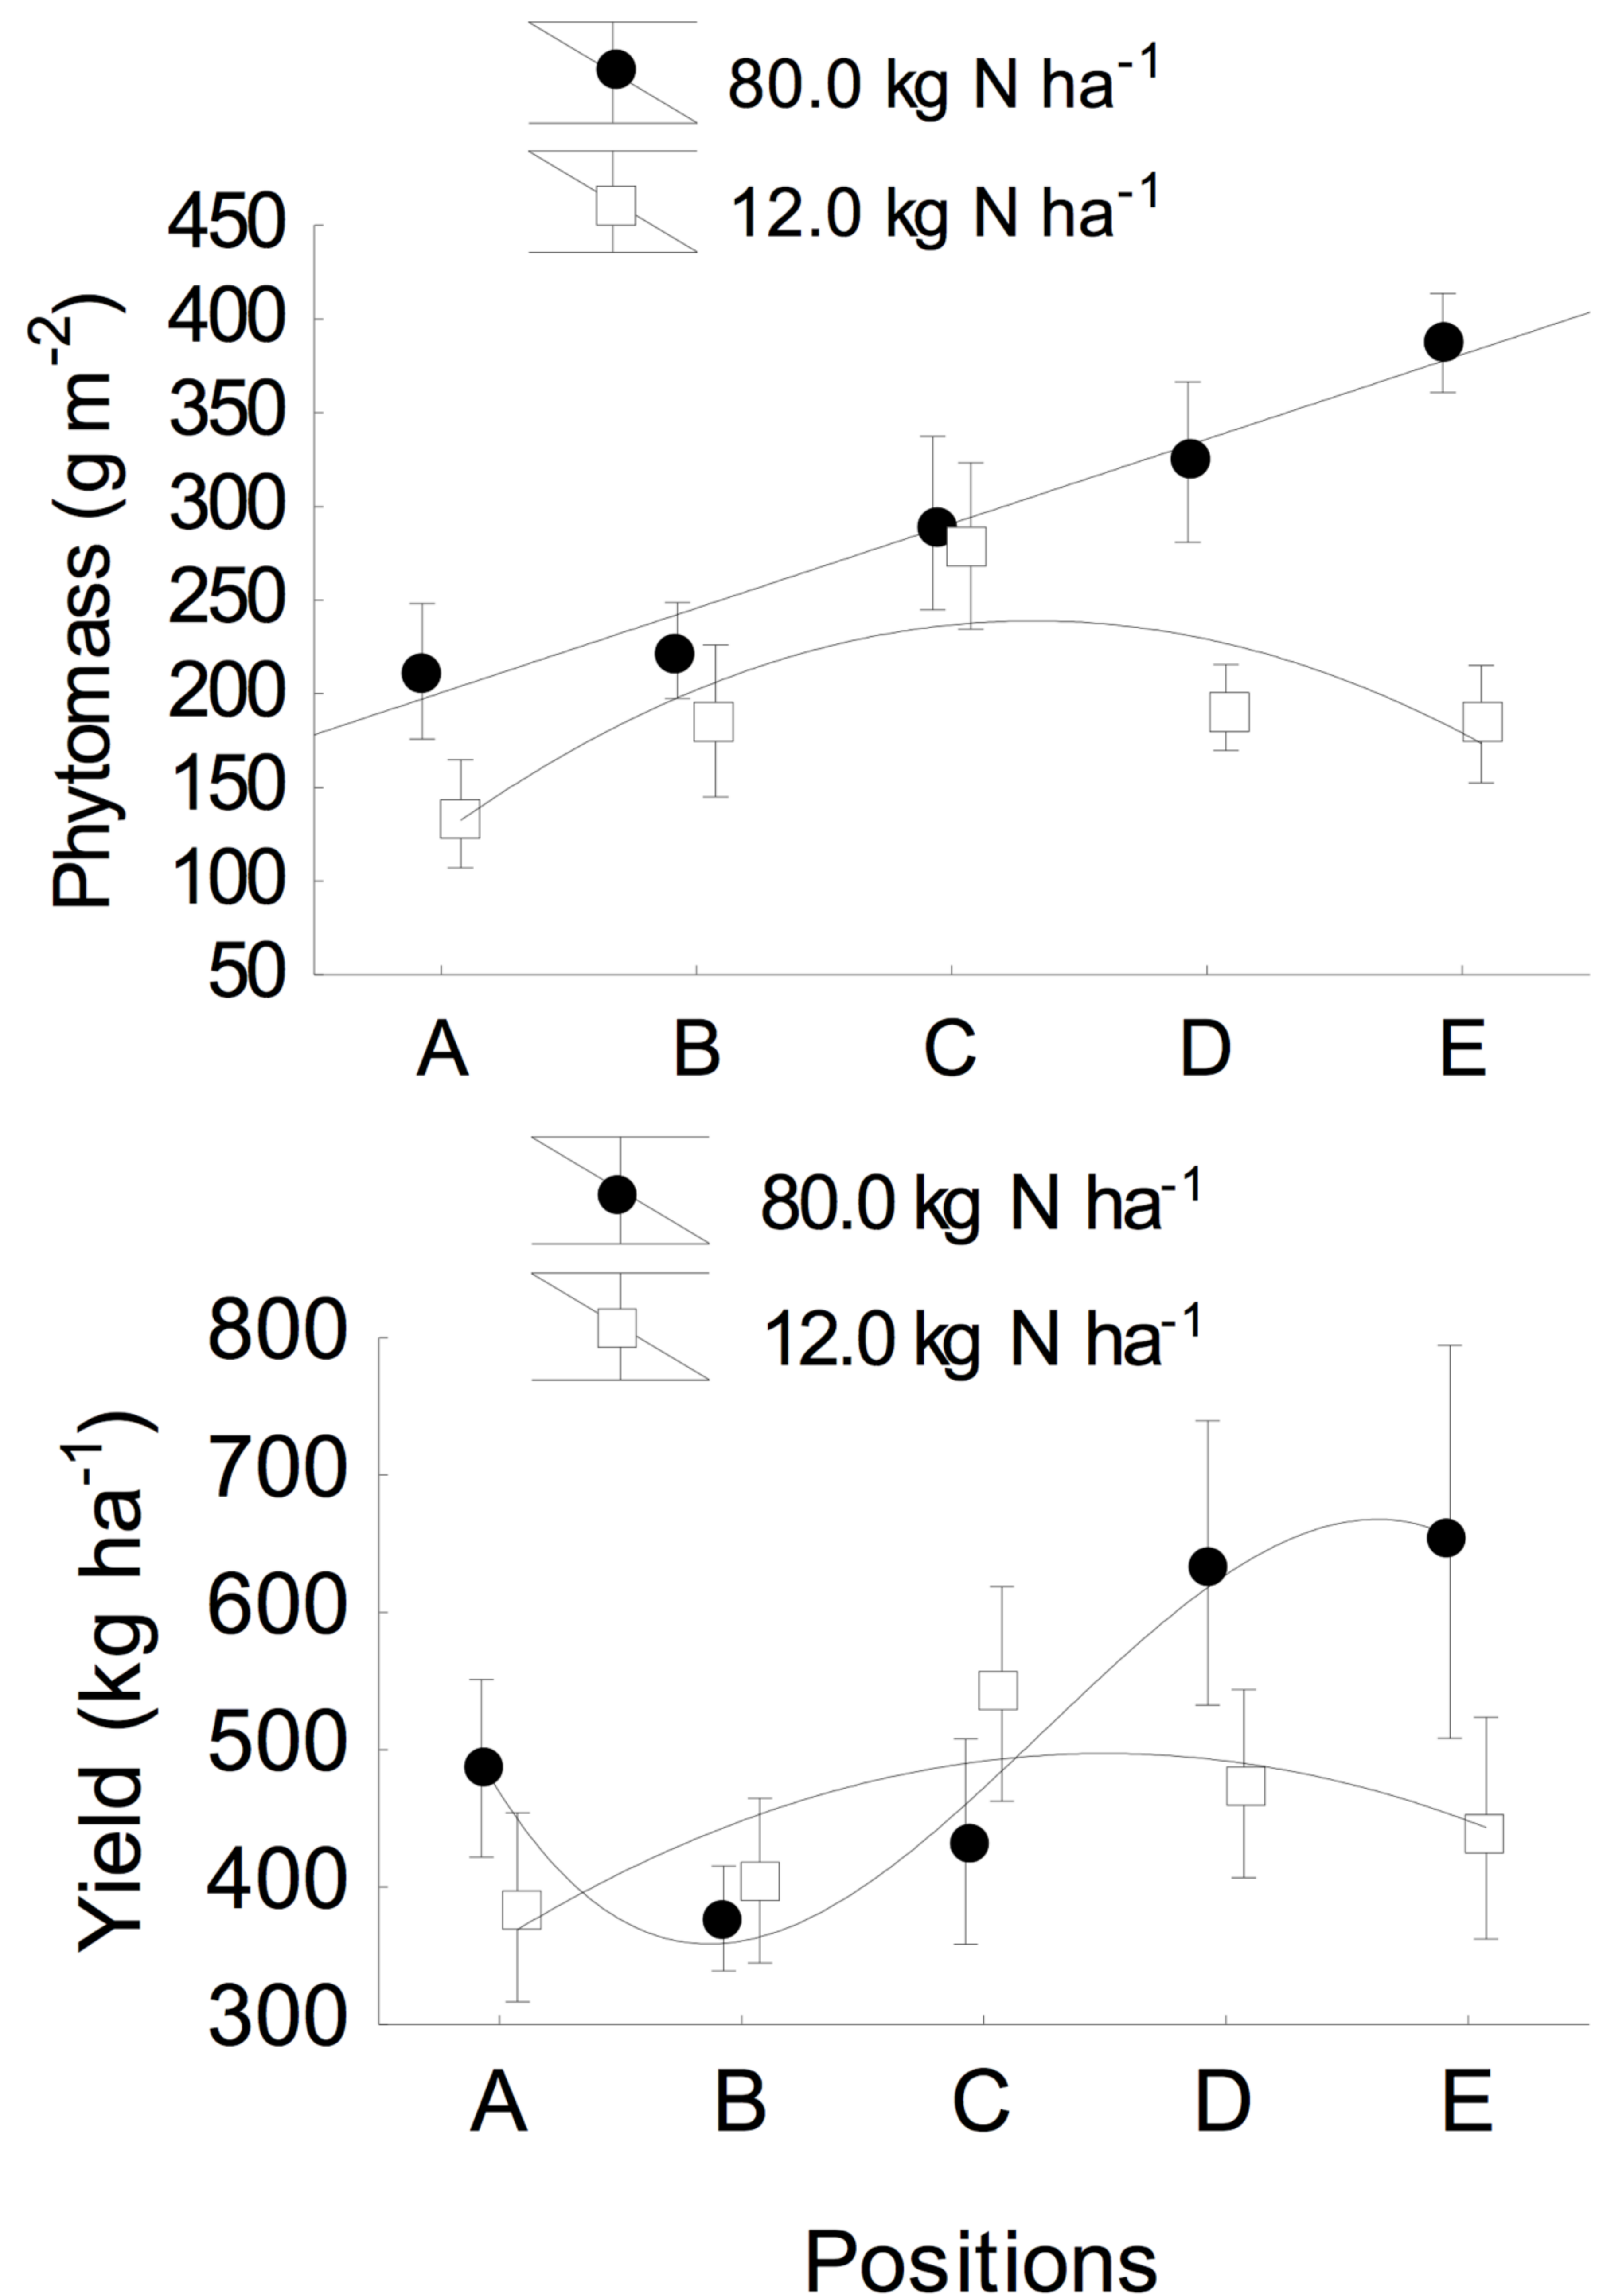 80.0 kg N ha⁻¹
12.0 kg N ha⁻¹
Phytomass (g m⁻²)
450
400
350
300
250
200
150
100
50
A B C D E
80.0 kg N ha⁻¹
12.0 kg N ha⁻¹
Yield (kg ha⁻¹)
800
700
600
500
400
300
A B C D E
Positions